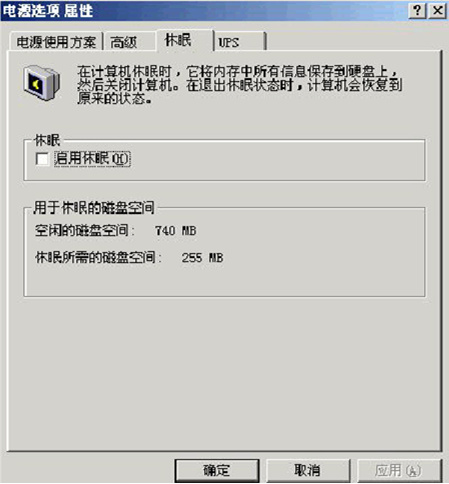 电源选项 属性
电源使用方案 高级 休眠 UPS
在计算机休眠时，它将内存中所有信息保存到硬盘上，
然后关闭计算机。在退出休眠状态时，计算机会恢复到
原来的状态。
休眠
启用休眠(H)
用于休眠的磁盘空间
空闲的磁盘空间： 740 MB
休眠所需的磁盘空间： 255 MB
确定 取消 应用(A)